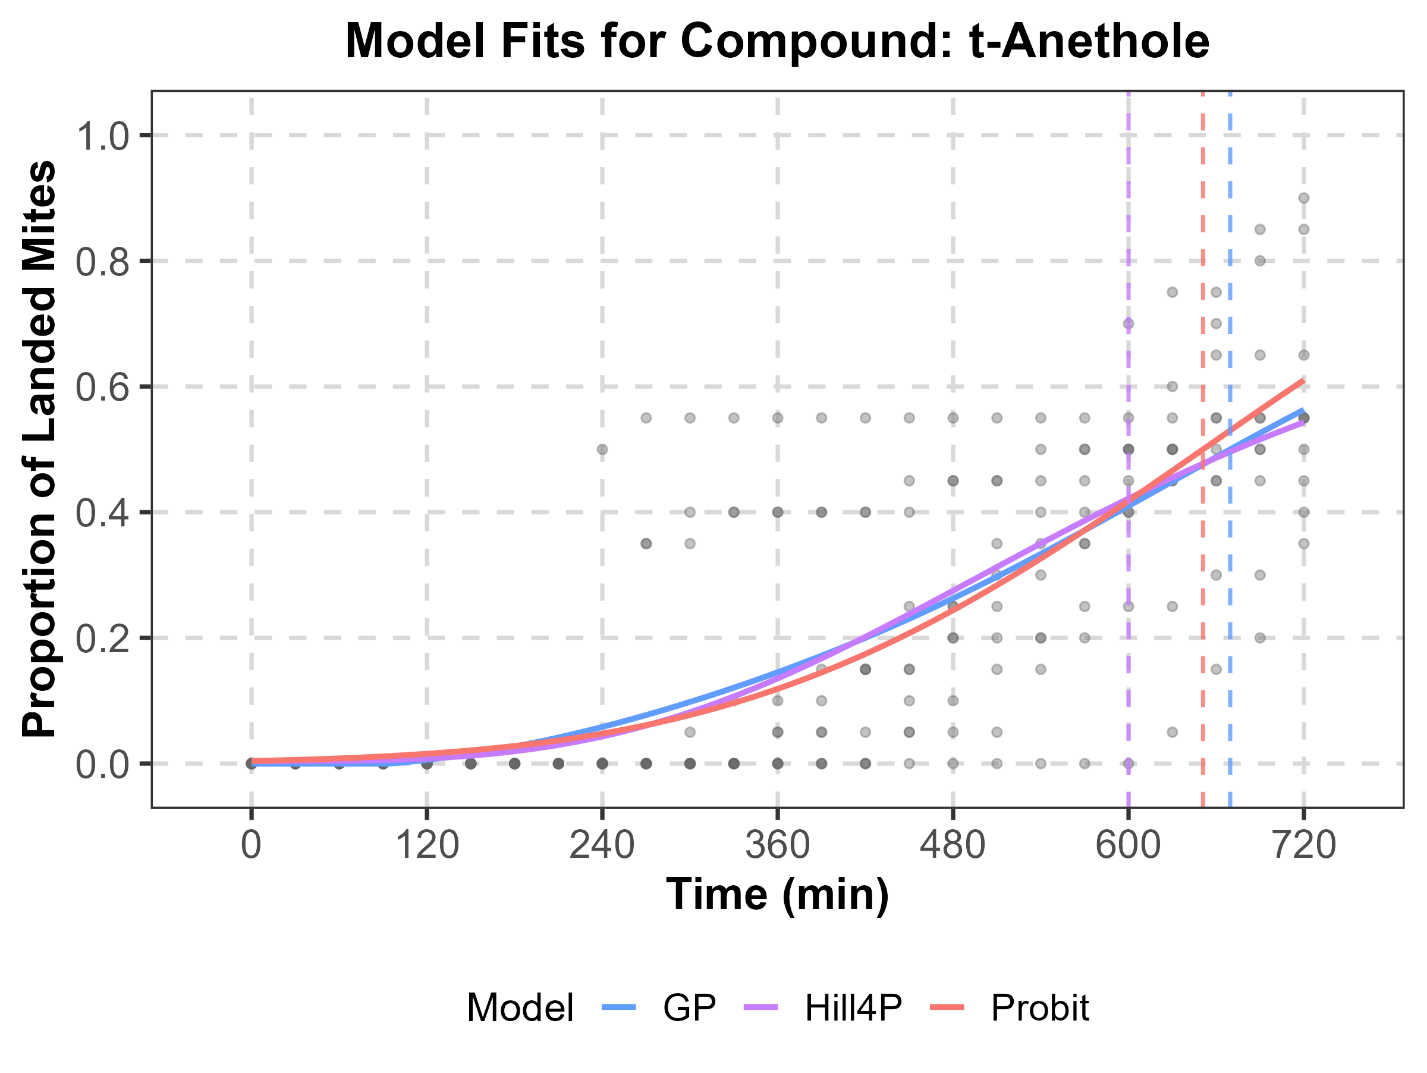 Model Fits for Compound: t-Anethole
Proportion of Landed Mites
1.0
0.8
0.6
0.4
0.2
0.0
0 120 240 360 480 600 720
Time (min)
Model GP Hill4P Probit